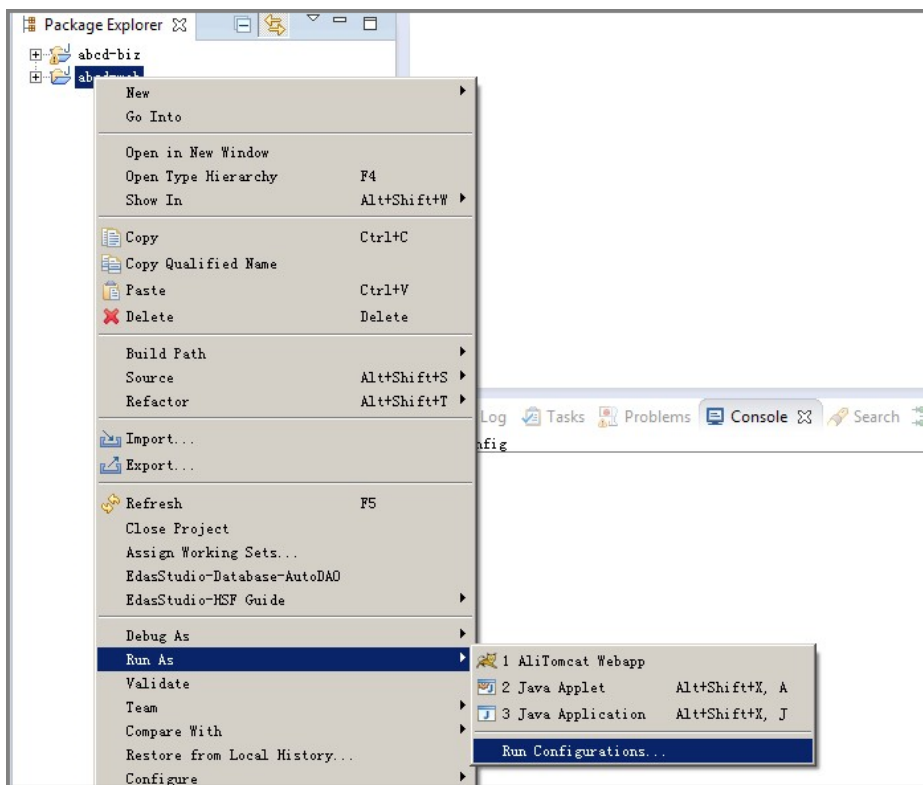 Package Explorer
abcd-biz
New
Go Into
Open in New Window
Open Type Hierarchy F4
Show In Alt+Shift+W
Copy Ctrl+C
Copy Qualified Name
Paste Ctrl+V
Delete Delete
Build Path
Source Alt+Shift+S
Refactor Alt+Shift+T
Log Tasks Problems Console Search
Import...
Export...
Refresh F5
Close Project
Assign Working Sets...
EdasStudio-Database-AutoDAO
EdasStudio-HSF Guide
Debug As
Run As
1 AliTomcat Webapp
Validate
2 Java Applet Alt+Shift+X, A
Team
3 Java Application Alt+Shift+X, J
Compare With
Run Configurations...
Restore from Local History...
Configure